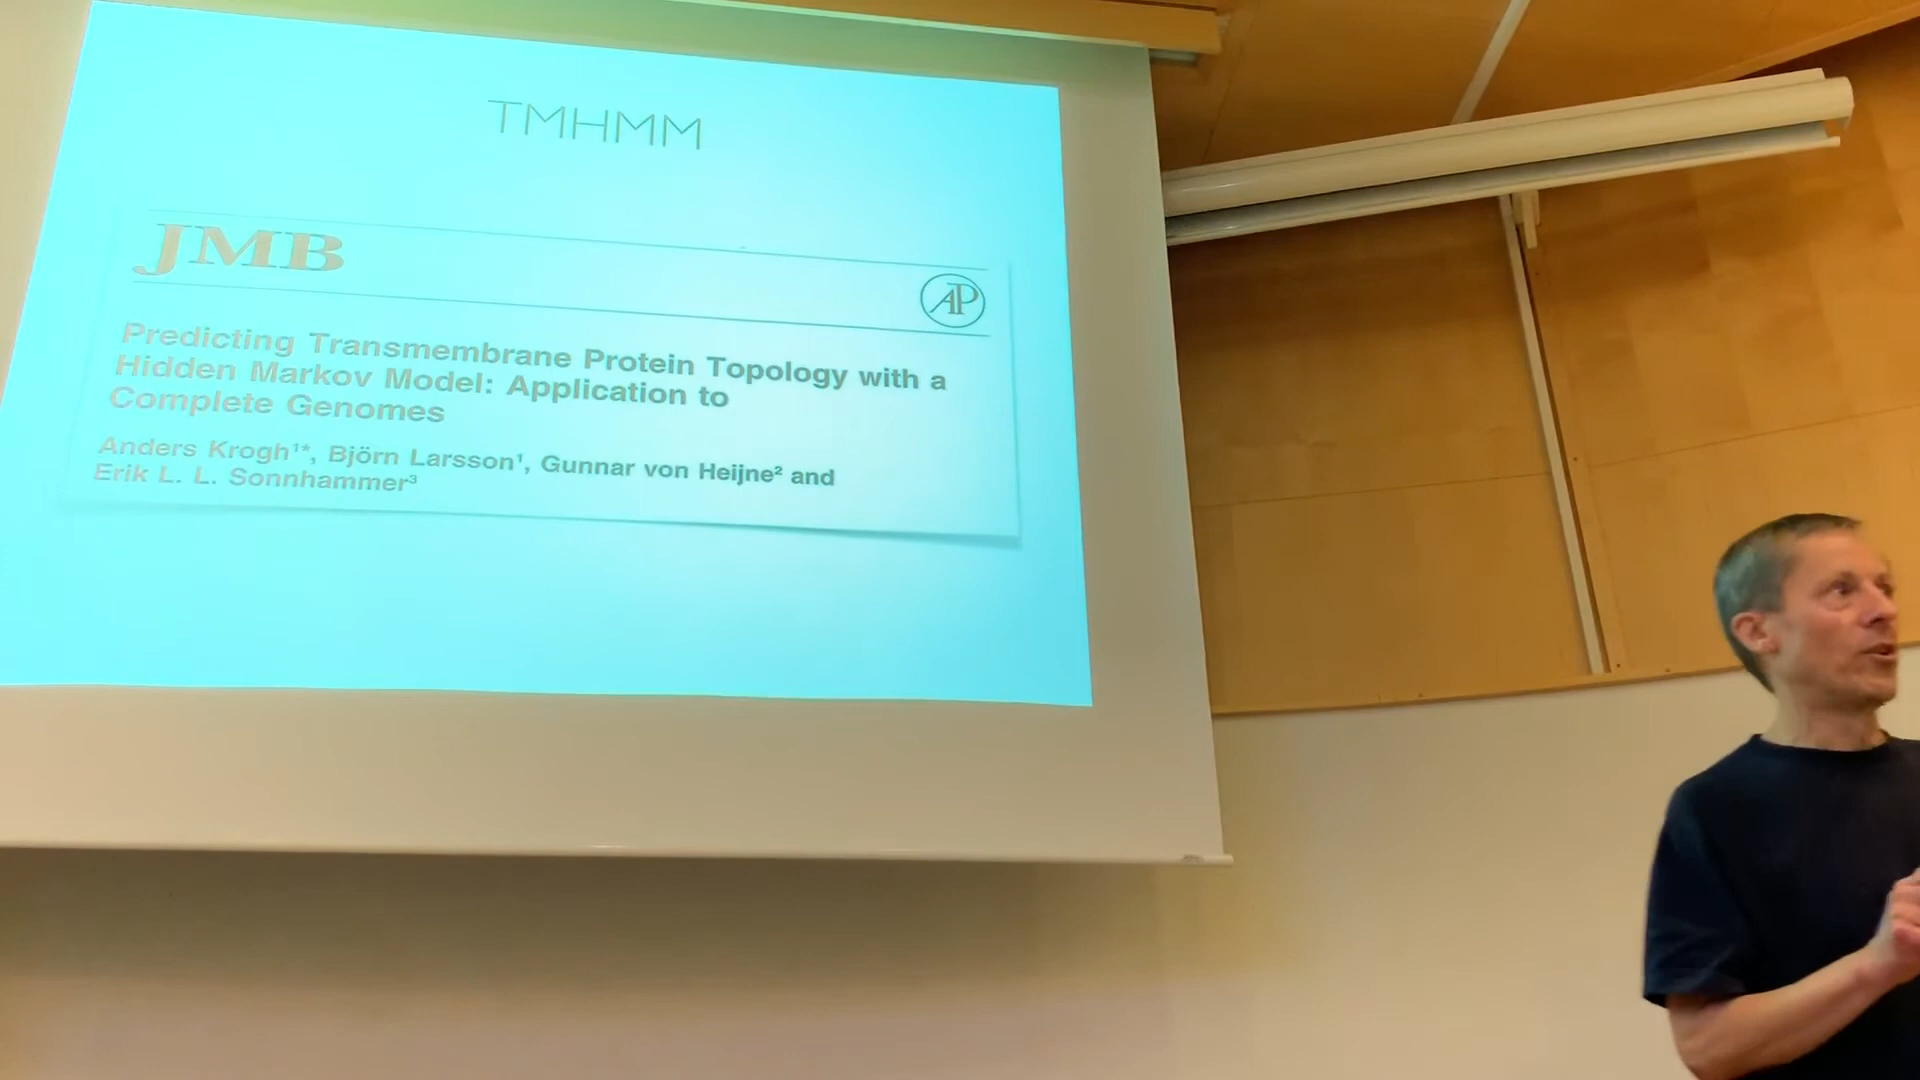 TMHMM
JMB
AP
Predicting Transmembrane Protein Topology with a
Hidden Markov Model: Application to
Complete Genomes
Anders Krogh¹*, Björn Larsson¹, Gunnar von Heijne² and
Erik L. L. Sonnhammer³